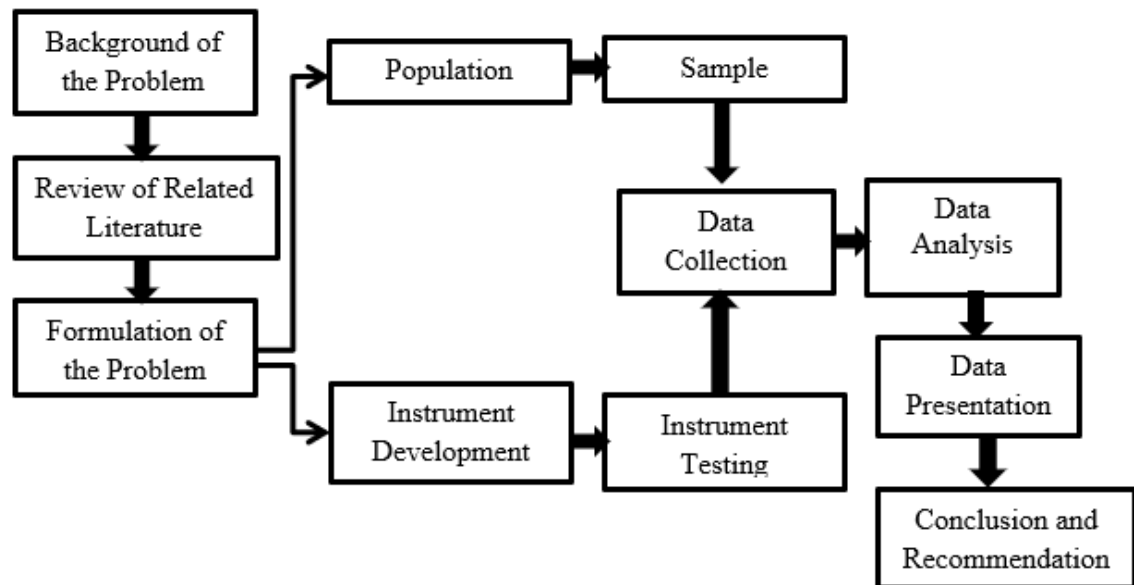 Background of
the Problem
Review of Related
Literature
Formulation of
the Problem
Population
Sample
Instrument
Development
Instrument
Testing
Data
Collection
Data
Analysis
Data
Presentation
Conclusion and
Recommendation